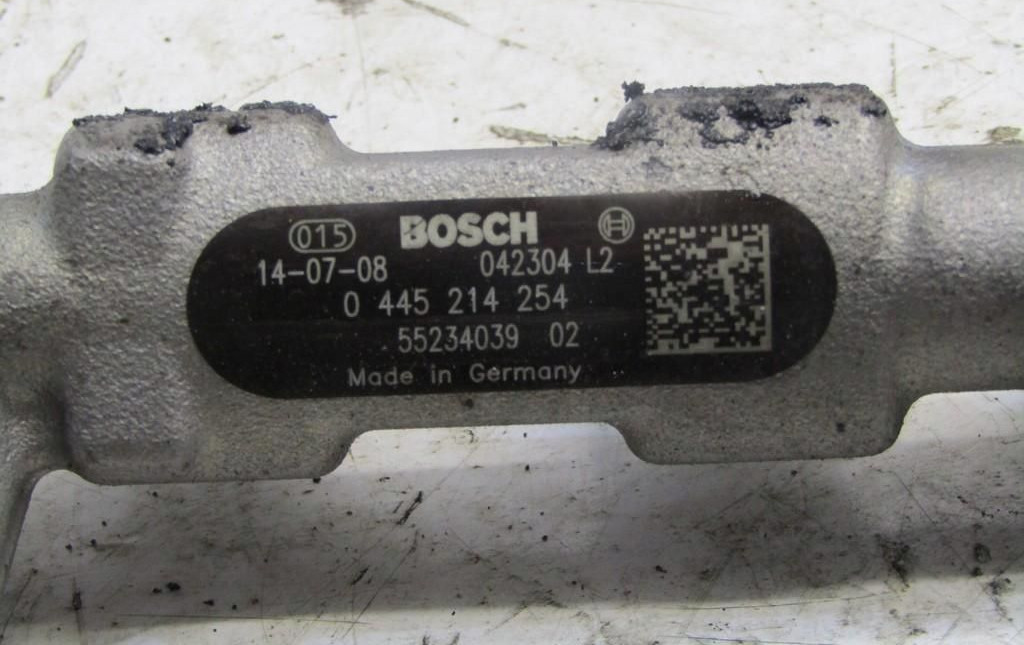 015 BOSCH
14-07-08 042304 L2
0 445 214 254
55234039 02
Made in Germany